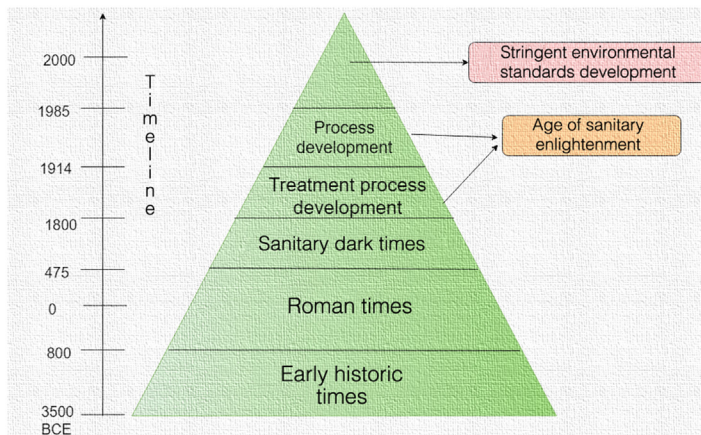 2000
1985
1914
1800
475
0
800
3500
BCE
Timeline
Stringent environmental
standards development
Process
development
Age of sanitary
enlightenment
Treatment process
development
Sanitary dark times
Roman times
Early historic
times